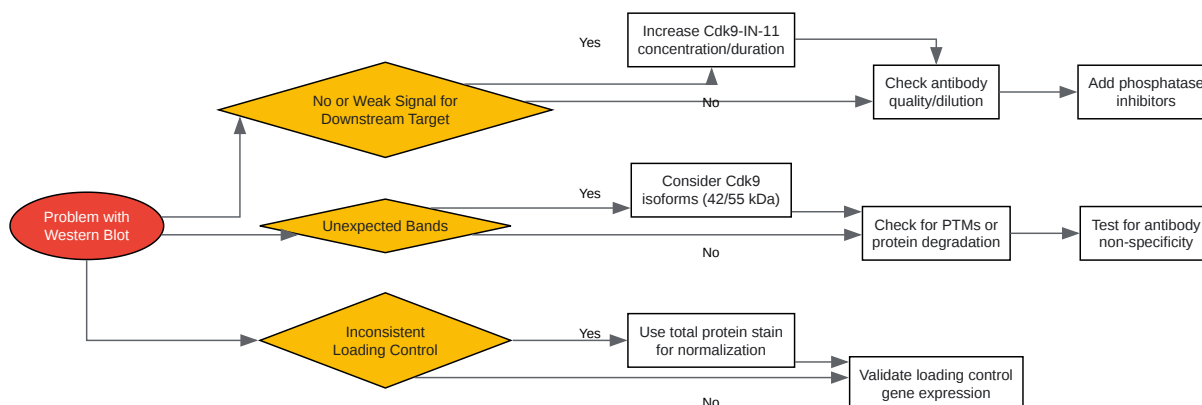 Increase Cdk9-IN-11
concentration/duration
Yes
No or Weak Signal for
Downstream Target
No
Check antibody
quality/dilution
Add phosphatase
inhibitors
Problem with
Western Blot
Unexpected Bands
Yes
Consider Cdk9
isoforms (42/55 kDa)
No
Check for PTMs or
protein degradation
Test for antibody
non-specificity
Inconsistent
Loading Control
Yes
Use total protein stain
for normalization
No
Validate loading control
gene expression